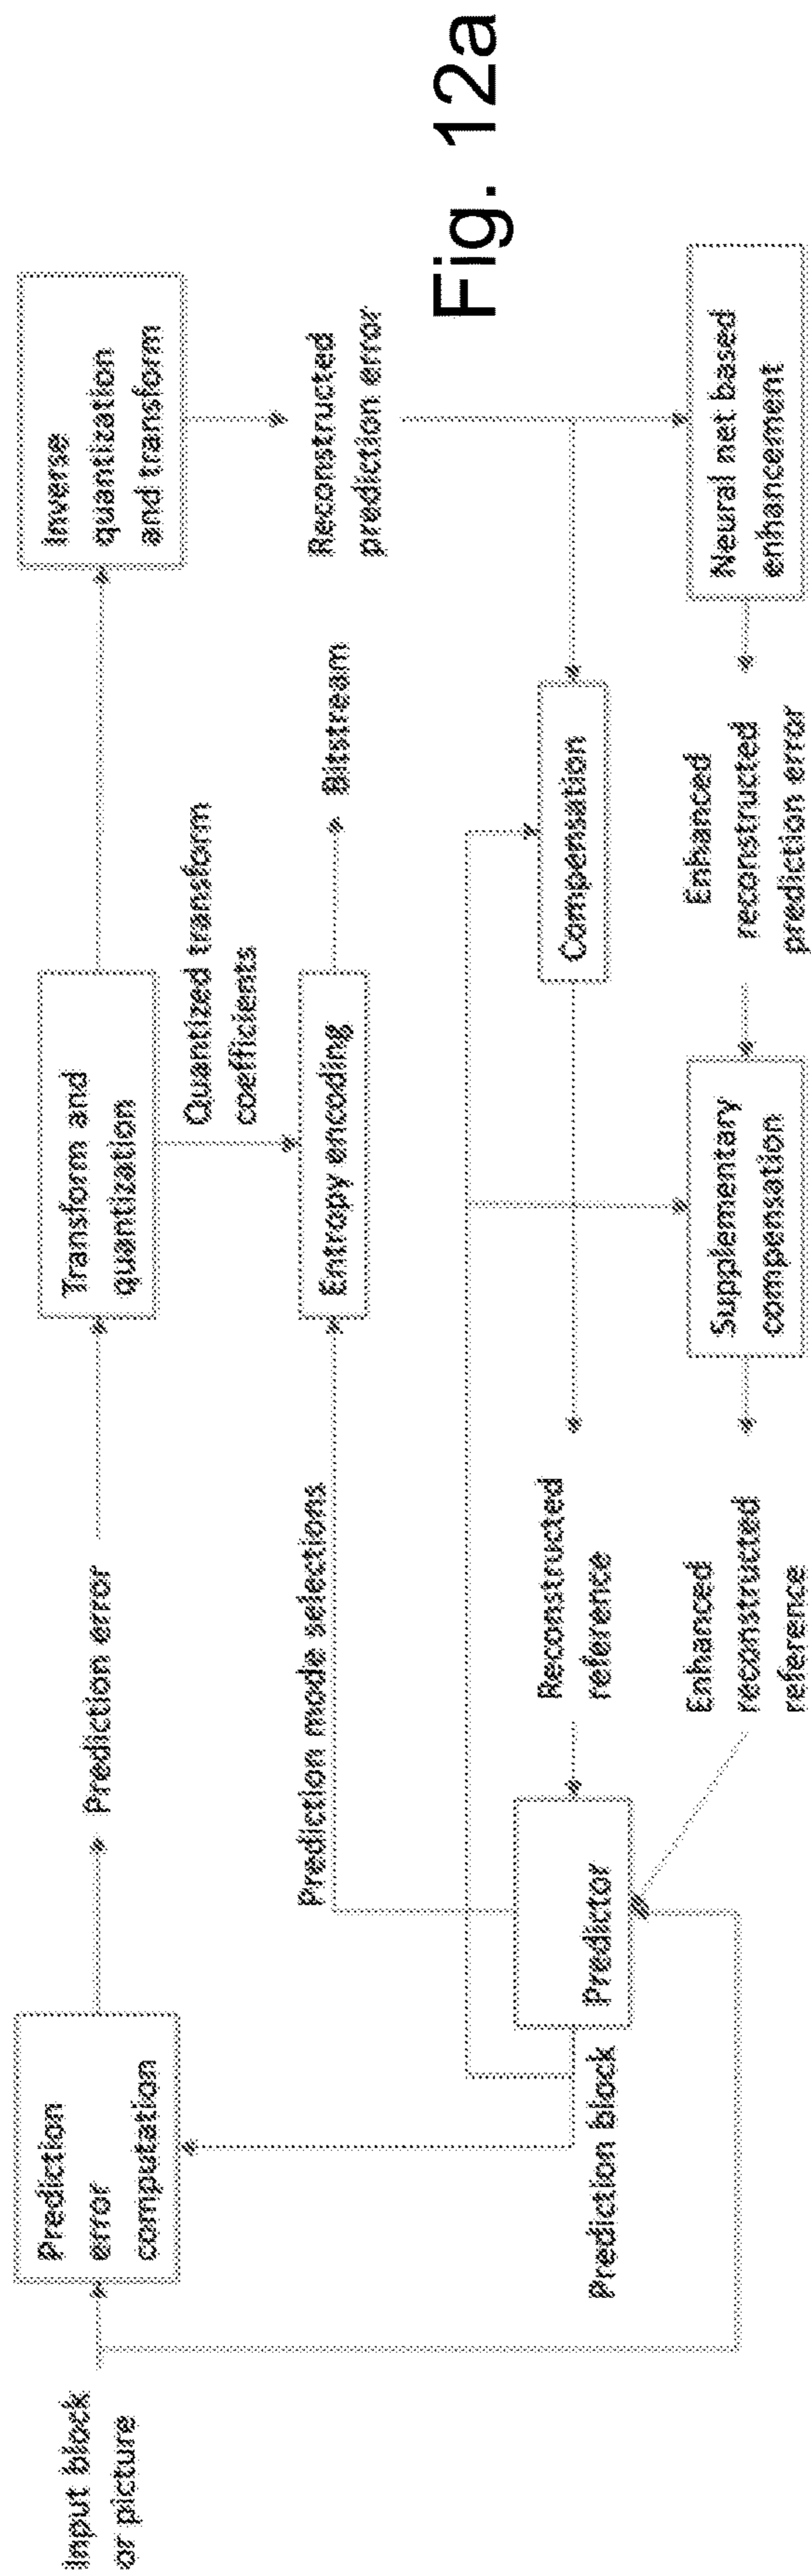 Input block
or picture
Prediction
error
computation
Prediction error
Transform and
quantization
Inverse
quantization
and transform
Quantized transform
coefficients
Reconstructed
prediction error
Prediction mode selections
Entropy encoding
Bitstream
Fig. 12a
Prediction block
Predictor
Reconstructed
reference
Compensation
Enhanced
reconstructed
reference
Supplementary
compensation
Enhanced
reconstructed
prediction error
Neural net based
enhancement